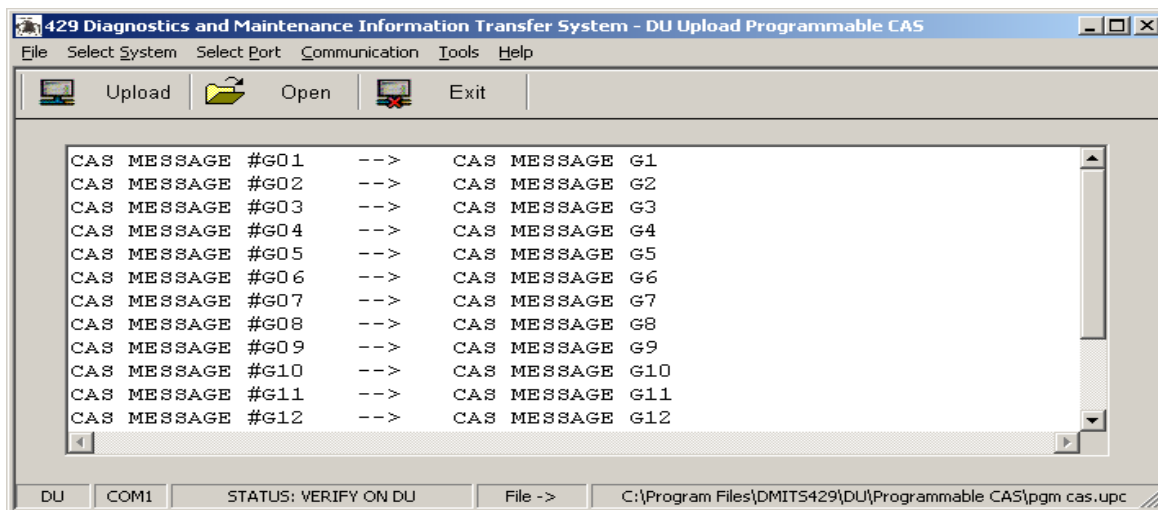 429 Diagnostics and Maintenance Information Transfer System - DU Upload Programmable CAS
File Select System Select Port Communication Tools Help
Upload Open Exit
CAS MESSAGE #G01 --> CAS MESSAGE G1
CAS MESSAGE #G02 --> CAS MESSAGE G2
CAS MESSAGE #G03 --> CAS MESSAGE G3
CAS MESSAGE #G04 --> CAS MESSAGE G4
CAS MESSAGE #G05 --> CAS MESSAGE G5
CAS MESSAGE #G06 --> CAS MESSAGE G6
CAS MESSAGE #G07 --> CAS MESSAGE G7
CAS MESSAGE #G08 --> CAS MESSAGE G8
CAS MESSAGE #G09 --> CAS MESSAGE G9
CAS MESSAGE #G10 --> CAS MESSAGE G10
CAS MESSAGE #G11 --> CAS MESSAGE G11
CAS MESSAGE #G12 --> CAS MESSAGE G12
DU COM1 STATUS: VERIFY ON DU File -> C:\Program Files\DMITS429\DU\Programmable CAS\pgm cas.upc